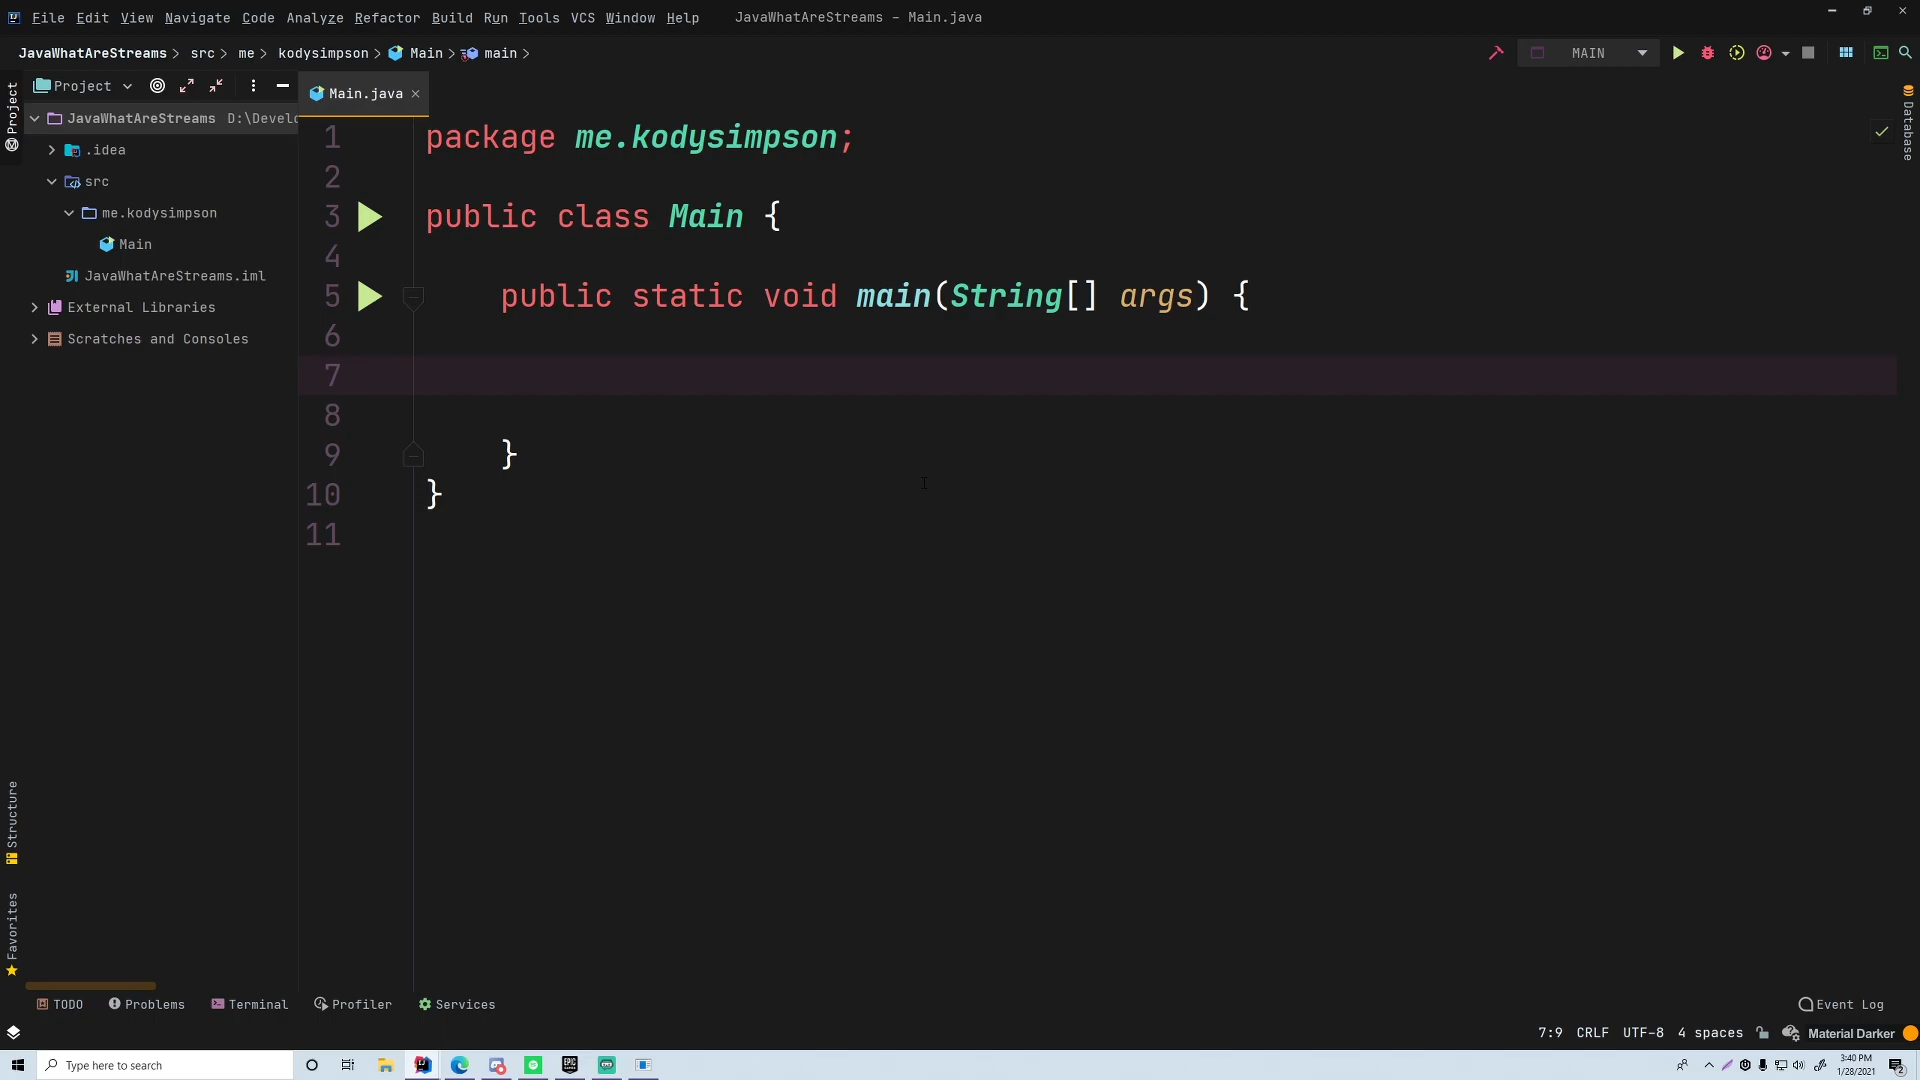 File Edit View Navigate Code Analyze Refactor Build Run Tools VCS Window Help JavaWhatAreStreams – Main.java
JavaWhatAreStreams > src > me > kodysimpson > Main > main >
MAIN
Project
Main.java
Project
Database
JavaWhatAreStreams D:\Develo
.idea
src
me.kodysimpson
Main
JavaWhatAreStreams.iml
External Libraries
Scratches and Consoles
1 package me.kodysimpson;
2
3 public class Main {
4
5 public static void main(String[] args) {
6
7
8
9 }
10 }
11
Structure
Favorites
TODO Problems Terminal Profiler Services Event Log
7:9 CRLF UTF-8 4 spaces Material Darker
Type here to search
EPIC GAMES
3:40 PM
1/28/2021
2